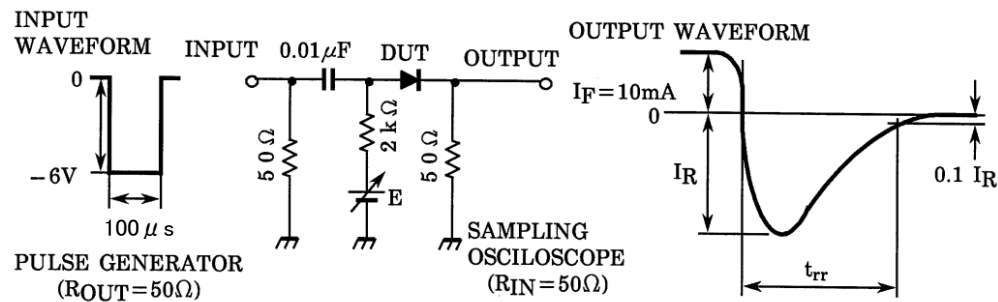 INPUT
WAVEFORM
0
−6V
100 μ s
PULSE GENERATOR
(ROUT=50Ω)
INPUT
0.01μF
DUT
OUTPUT
50Ω
2kΩ
E
50Ω
SAMPLING
OSCILOSCOPE
(RIN=50Ω)
OUTPUT WAVEFORM
IF=10mA
0
IR
0.1 IR
trr